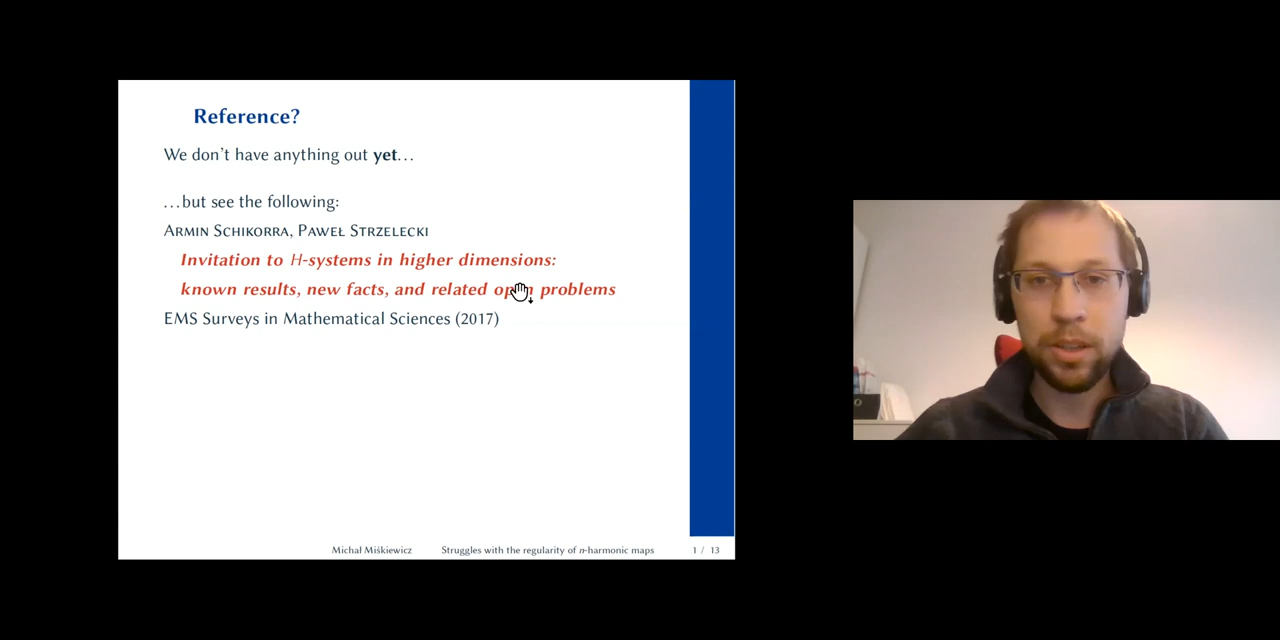 Reference?
We don't have anything out yet…
…but see the following:
Armin Schikorra, Paweł Strzelecki
Invitation to H-systems in higher dimensions:
known results, new facts, and related open problems
EMS Surveys in Mathematical Sciences (2017)
Michał Miśkiewicz Struggles with the regularity of n-harmonic maps 1 / 13